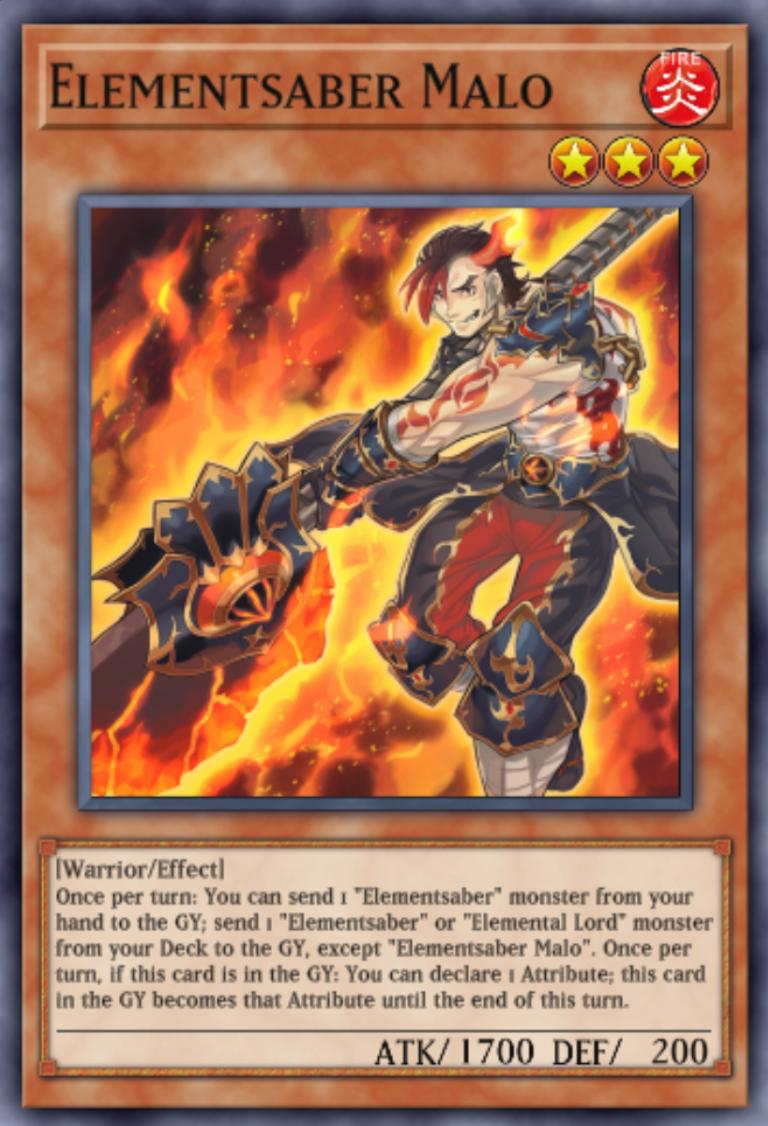 Elementsaber Malo
FIRE
炎
[Warrior/Effect]
Once per turn: You can send 1 "Elementsaber" monster from your
hand to the GY; send 1 "Elementsaber" or "Elemental Lord" monster
from your Deck to the GY, except "Elementsaber Malo". Once per
turn, if this card is in the GY: You can declare 1 Attribute; this card
in the GY becomes that Attribute until the end of this turn.
ATK/ 1700 DEF/ 200